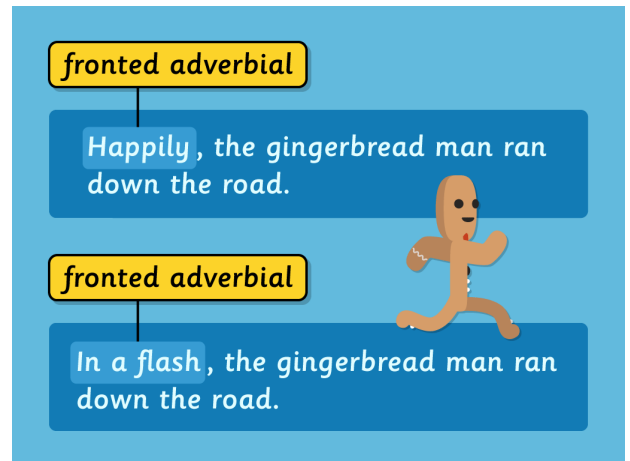 fronted adverbial
Happily, the gingerbread man ran
down the road.
fronted adverbial
In a flash, the gingerbread man ran
down the road.